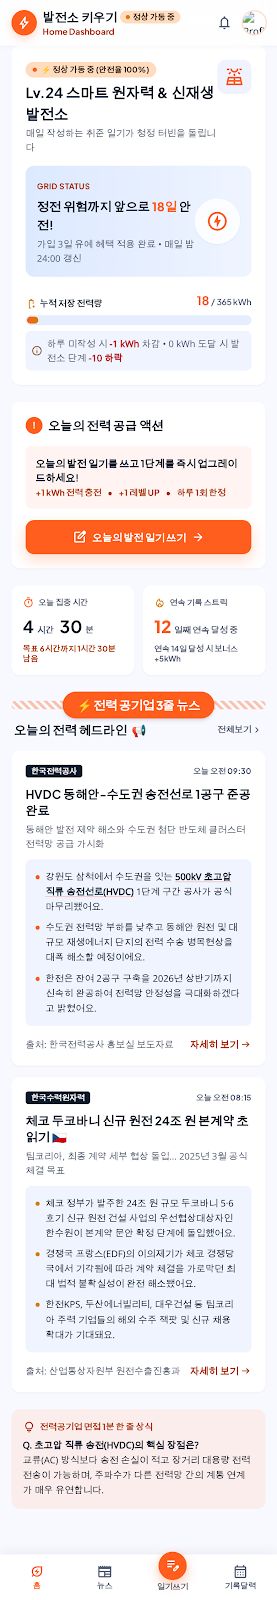 발전소 키우기
정상 가동 중
Home Dashboard
⚡ 정상 가동 중 (안전율 100%)
Lv.24 스마트 원자력 & 신재생
발전소
매일 작성하는 취준 일기가 청정 터빈을 돌립니
다
GRID STATUS
정전 위험까지 앞으로 18일 안
전!
가입 3일 유예 혜택 적용 완료 • 매일 밤
24:00 갱신
누적 저장 전력량
18 / 365 kWh
하루 미작성 시 -1 kWh 차감 • 0 kWh 도달 시 발
전소 단계 -10 하락
오늘의 전력 공급 액션
오늘의 발전 일기를 쓰고 1단계를 즉시 업그레이
드하세요!
+1 kWh 전력 충전 • +1 레벨 UP • 하루 1회 한정
오늘의 발전 일기 쓰기 →
오늘 집중 시간
4 시간 30 분
목표 6시간까지 1시간 30분
남음
연속 기록 스트릭
12 일째 연속 달성 중
연속 14일 달성 시 보너스
+5kWh
⚡ 전력 공기업 3줄 뉴스
오늘의 전력 헤드라인 📢
전체보기 >
한국전력공사
오늘 오전 09:30
HVDC 동해안-수도권 송전선로 1공구 준공
완료
동해안 발전 제약 해소와 수도권 첨단 반도체 클러스터
전력망 공급 가시화
강원도 삼척에서 수도권을 잇는 500kV 초고압
직류 송전선로(HVDC) 1단계 구간 공사가 공식
마무리됐어요.
수도권 전력망 부하를 낮추고 동해안 원전 및 대
규모 재생에너지 단지의 전력 수송 병목현상을
대폭 해소할 예정이에요.
한전은 잔여 2공구 구축을 2026년 상반기까지
신속히 완공하여 전력망 안정성을 극대화하겠다
고 밝혔어요.
출처: 한국전력공사 홍보실 보도자료
자세히 보기 →
한국수력원자력
오늘 오전 08:15
체코 두코바니 신규 원전 24조 원 본계약 초
읽기 🇨🇿
팀코리아, 최종 계약 세부 협상 돌입... 2025년 3월 공식
체결 목표
체코 정부가 발주한 24조 원 규모 두코바니 5·6
호기 신규 원전 건설 사업의 우선협상대상자인
한수원이 본계약 문안 확정 단계에 돌입했어요.
경쟁국 프랑스(EDF)의 이의제기가 체코 경쟁당
국에서 기각됨에 따라 계약 체결을 가로막던 최
대 법적 불확실성이 완전 해소됐어요.
한전KPS, 두산에너빌리티, 대우건설 등 팀코리
아 주력 기업들의 해외 수주 잭팟 및 신규 채용
확대가 기대돼요.
출처: 산업통상자원부 원전수출진흥과
자세히 보기 →
전력공기업 면접 1분 한 줄 상식
Q. 초고압 직류 송전(HVDC)의 핵심 장점은?
교류(AC) 방식보다 송전 손실이 적고 장거리 대용량 전력
전송이 가능하며, 주파수가 다른 전력망 간의 계통 연계
가 매우 유연합니다.
홈
뉴스
일기쓰기
기록달력